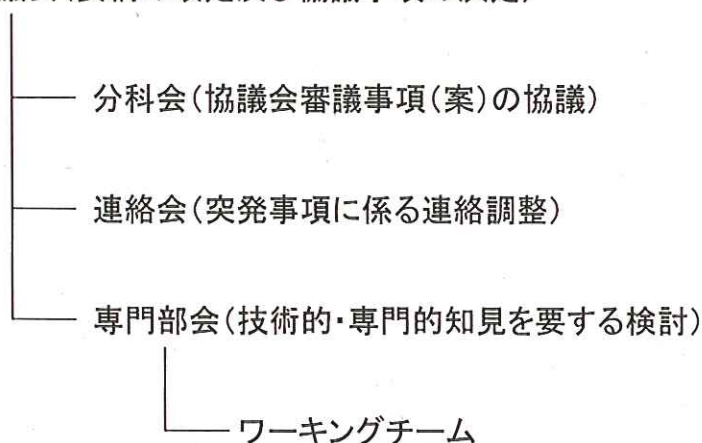 分科会(協議会審議事項(案)の協議)
連絡会(突発事項に係る連絡調整)
専門部会(技術的・専門的知見を要する検討)
ワーキングチーム